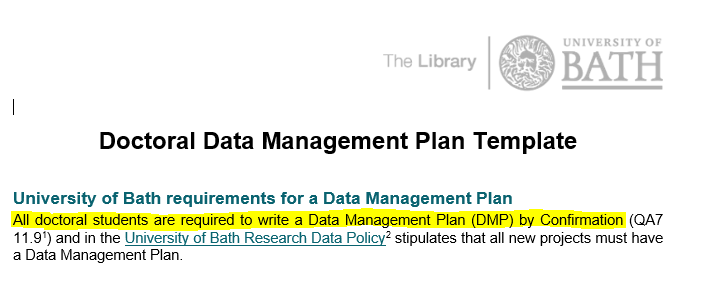 The Library
UNIVERSITY OF
BATH
Doctoral Data Management Plan Template
University of Bath requirements for a Data Management Plan
All doctoral students are required to write a Data Management Plan (DMP) by Confirmation (QA7
11.9¹) and in the University of Bath Research Data Policy² stipulates that all new projects must have
a Data Management Plan.